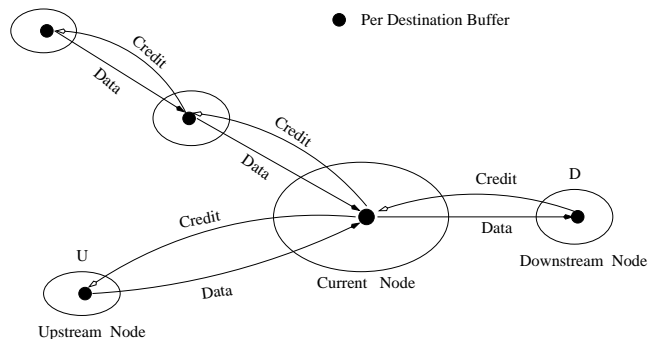 Per Destination Buffer
Credit
Data
Credit
Data
D
Credit
Credit
Data
Downstream Node
U
Data
Current Node
Upstream Node